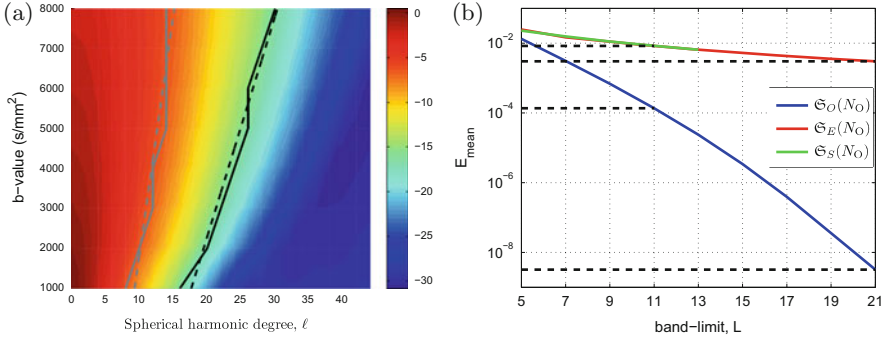 (a)
b−value (s/mm²)
8000
7000
6000
5000
4000
3000
2000
1000
0 5 10 15 20 25 30 35 40
Spherical harmonic degree, ℓ
0
−5
−10
−15
−20
−25
−30
(b)
E_mean
10⁻²
10⁻⁴
10⁻⁶
10⁻⁸
𝔖_O(N_O)
𝔖_E(N_O)
𝔖_S(N_O)
5 7 9 11 13 15 17 19 21
band−limit, L